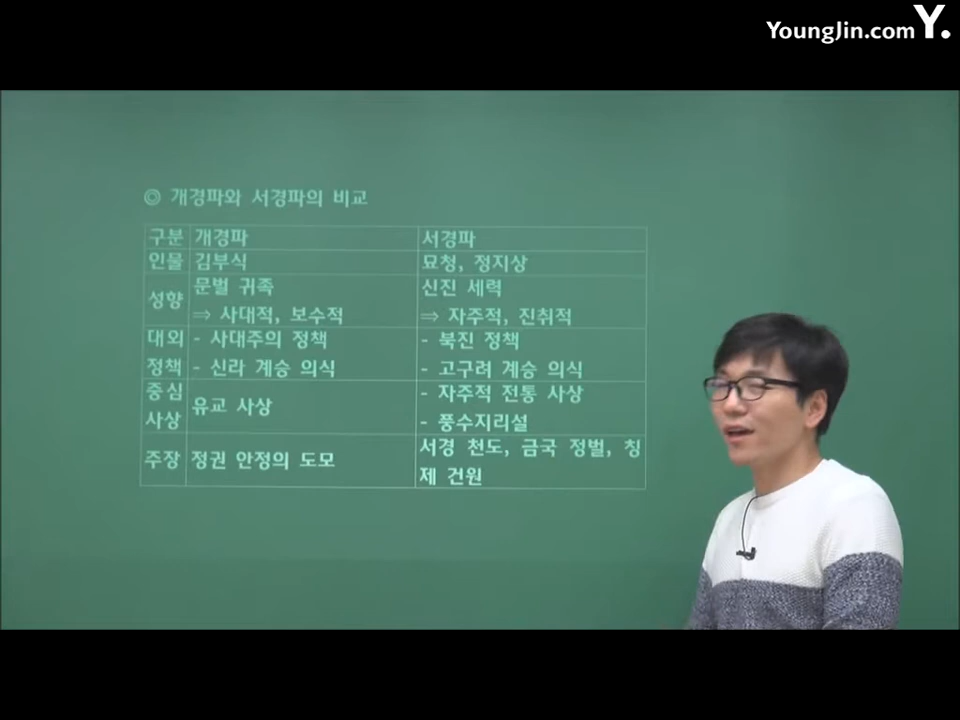 YoungJin.com Y.
◎ 개경파와 서경파의 비교
구분 개경파 서경파
인물 김부식 묘청, 정지상
성향 문벌 귀족 신진 세력
⇒ 사대적, 보수적 ⇒ 자주적, 진취적
대외 - 사대주의 정책 - 북진 정책
정책 - 신라 계승 의식 - 고구려 계승 의식
중심 유교 사상 - 자주적 전통 사상
사상 - 풍수지리설
주장 정권 안정의 도모 서경 천도, 금국 정벌, 칭
제 건원